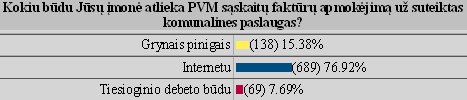 Kokiu būdu Jūsų įmonė atlieka PVM sąskaitų faktūrų apmokėjimą už suteiktas
komunalines paslaugas?
Grynais pinigais (138) 15.38%
Internetu (689) 76.92%
Tiesioginio debeto būdu (69) 7.69%